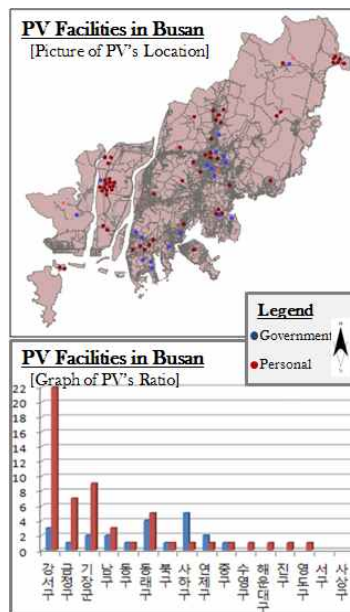 PV Facilities in Busan
[Picture of PV's Location]
Legend
Government
Personal
N
PV Facilities in Busan
[Graph of PV's Ratio]
22
20
18
16
14
12
10
8
6
4
2
0
강서구
금정구
기장군
남구
동구
동래구
북구
사하구
연제구
중구
수영구
해운대
진구
영도구
서구
사상구